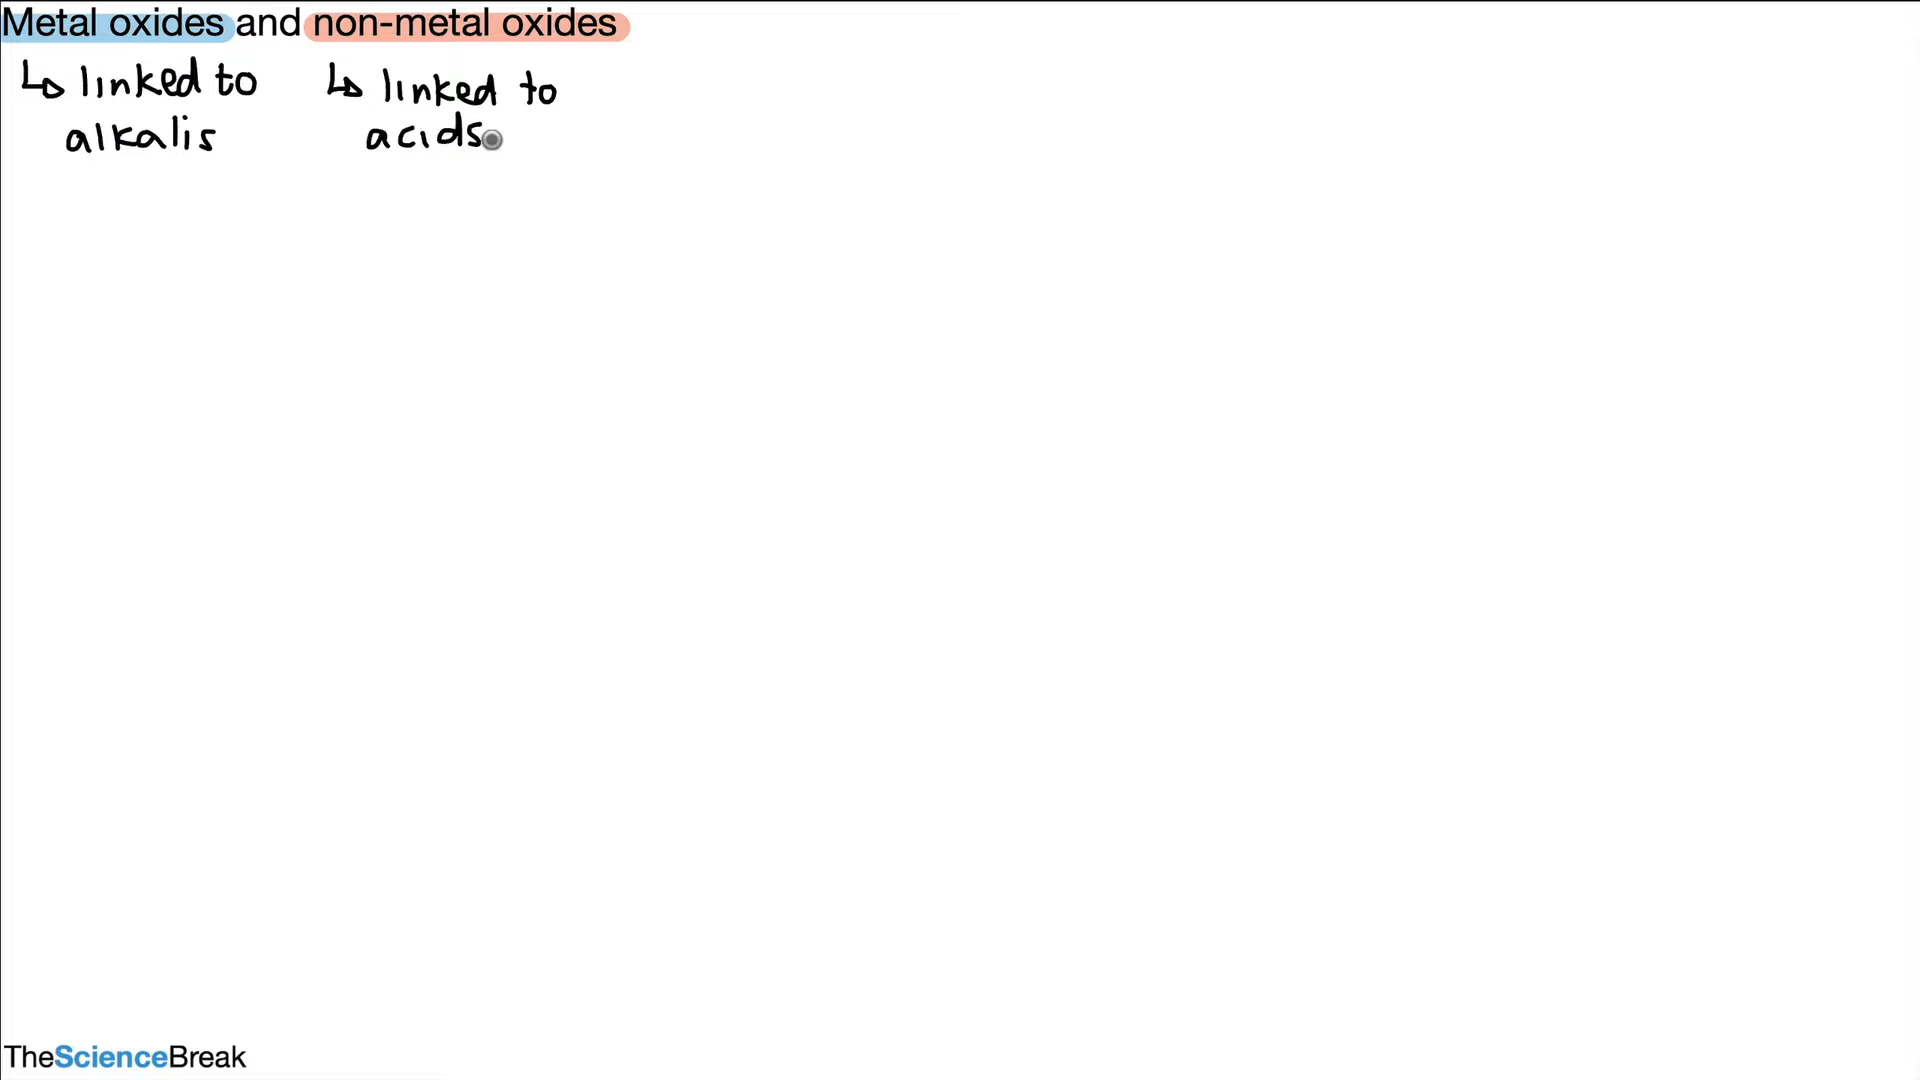 Metal oxides and non-metal oxides
↳ linked to
alkalis
↳ linked to
acids
TheScienceBreak